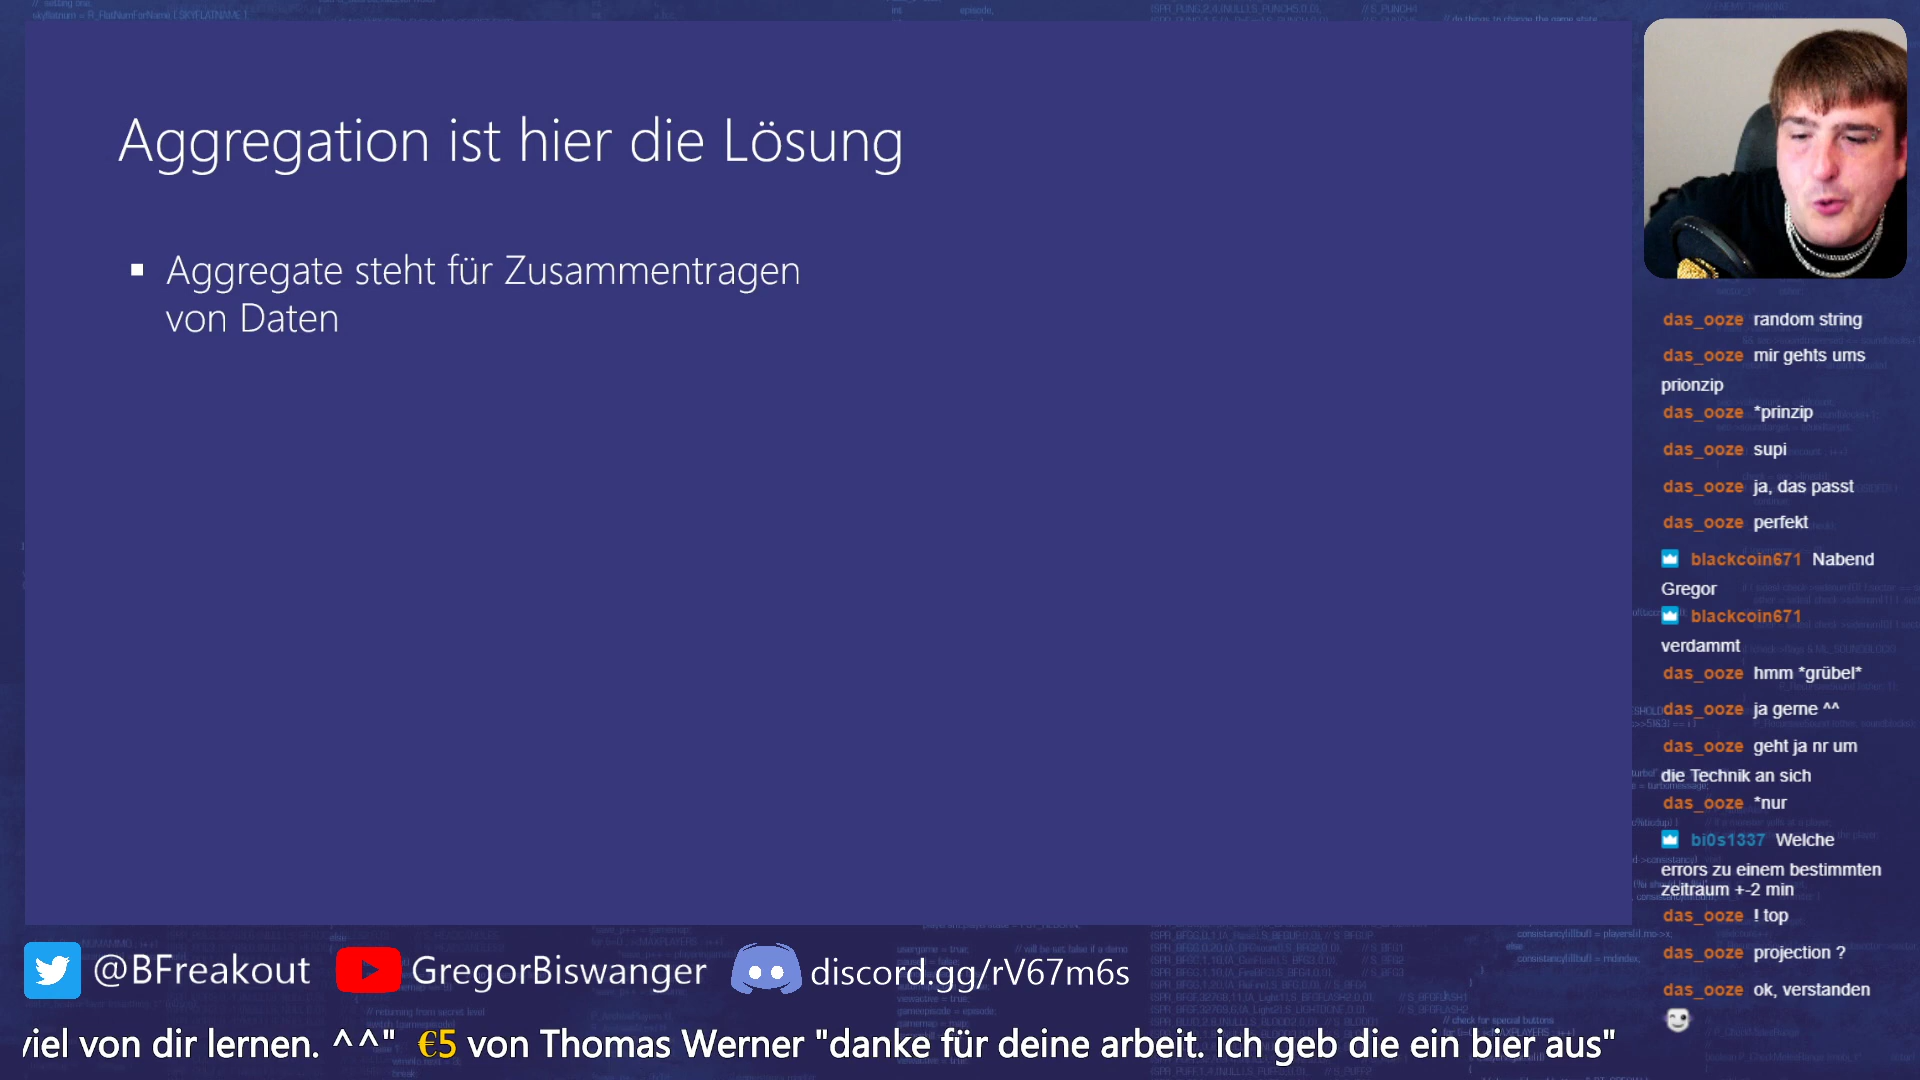 Aggregation ist hier die Lösung
Aggregate steht für Zusammentragen
von Daten
das_ooze random string
das_ooze mir gehts ums
prionzip
das_ooze *prinzip
das_ooze supi
das_ooze ja, das passt
das_ooze perfekt
blackcoin671 Nabend
Gregor
blackcoin671
verdammt
das_ooze hmm *grübel*
das_ooze ja gerne ^^
das_ooze geht ja nr um
die Technik an sich
das_ooze *nur
bi0s1337 Welche
errors zu einem bestimmten
zeitraum +-2 min
das_ooze ! top
das_ooze projection ?
das_ooze ok, verstanden
@BFreakout GregorBiswanger discord.gg/rV67m6s
viel von dir lernen. ^^" €5 von Thomas Werner "danke für deine arbeit. ich geb die ein bier aus"